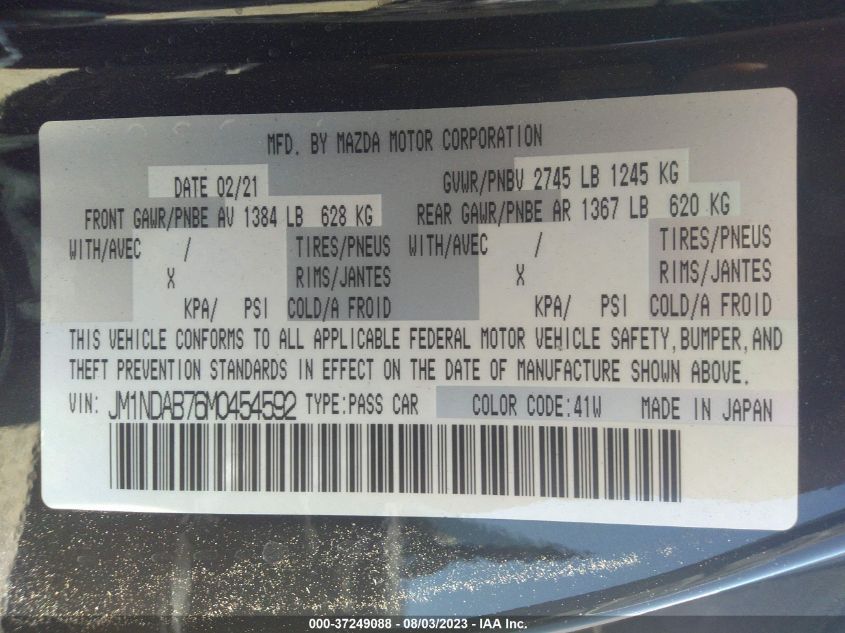 MFD. BY MAZDA MOTOR CORPORATION
DATE 02/21 GVWR/PNBV 2745 LB 1245 KG
FRONT GAWR/PNBE AV 1384 LB 628 KG REAR GAWR/PNBE AR 1367 LB 620 KG
WITH/AVEC / TIRES/PNEUS WITH/AVEC / TIRES/PNEUS
X RIMS/JANTES X RIMS/JANTES
KPA/ PSI COLD/A FROID KPA/ PSI COLD/A FROID
THIS VEHICLE CONFORMS TO ALL APPLICABLE FEDERAL MOTOR VEHICLE SAFETY, BUMPER, AND
THEFT PREVENTION STANDARDS IN EFFECT ON THE DATE OF MANUFACTURE SHOWN ABOVE.
VIN: JM1NDAB76M0454592 TYPE:PASS CAR COLOR CODE:41W MADE IN JAPAN
000-37249088 - 08/03/2023 - IAA Inc.